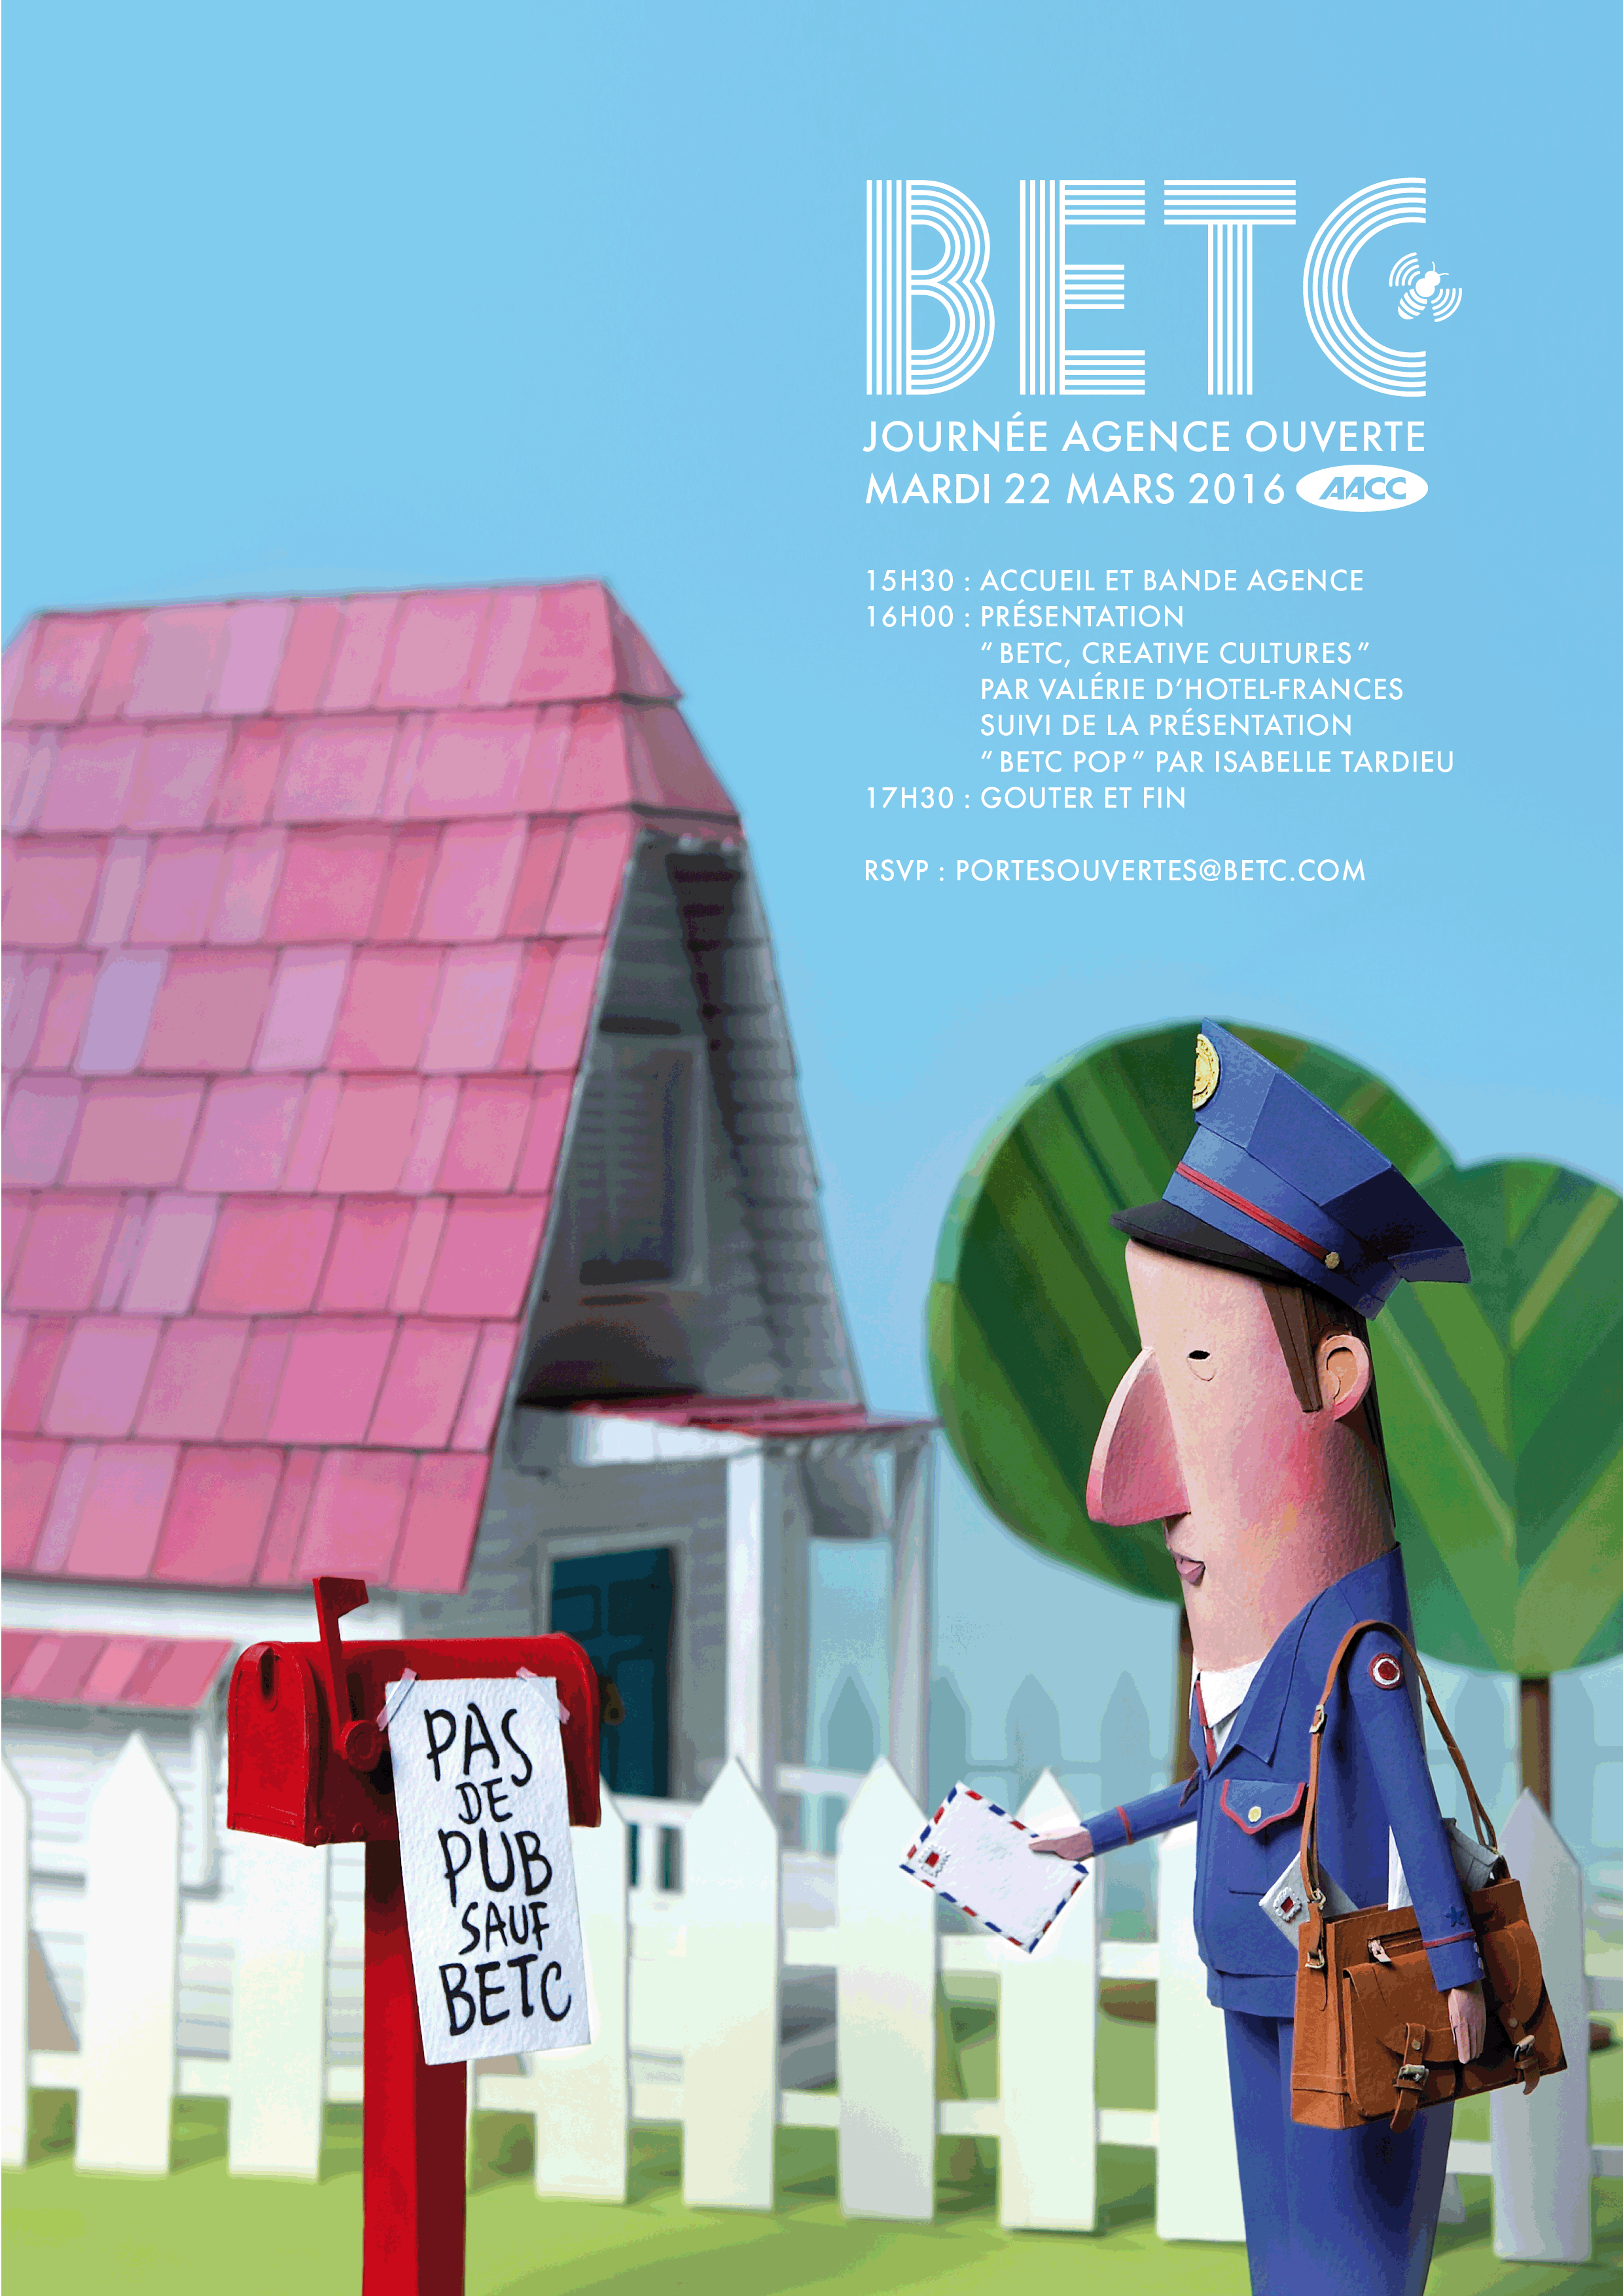 BETC
JOURNÉE AGENCE OUVERTE
MARDI 22 MARS 2016 AACC
15H30 : ACCUEIL ET BANDE AGENCE
16H00 : PRÉSENTATION
“ BETC, CREATIVE CULTURES ”
PAR VALÉRIE D’HOTEL-FRANCES
SUIVI DE LA PRÉSENTATION
“ BETC POP ” PAR ISABELLE TARDIEU
17H30 : GOUTER ET FIN
RSVP : PORTESOUVERTES@BETC.COM
PAS
DE
PUB
SAUF
BETC